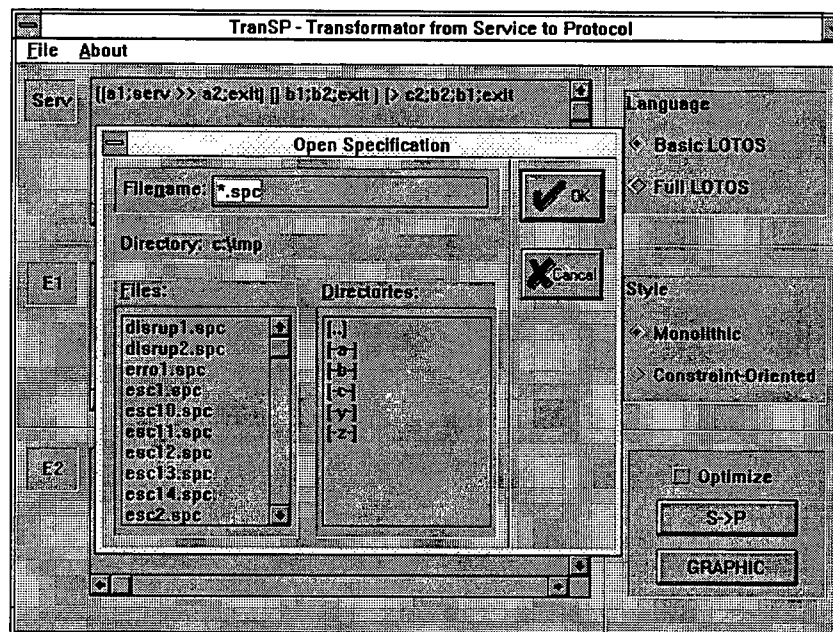 TranSP - Transformator from Service to Protocol
File About
Serv
[(a1;serv >> a2;exit) [] b1;b2;exit ] [> c2;b2;b1;exit
Open Specification
Filename: *.spc
OK
Directory: c:\tmp
Cancel
Files:
disrup1.spc
disrup2.spc
erro1.spc
esc1.spc
esc10.spc
esc11.spc
esc12.spc
esc13.spc
esc14.spc
esc2.spc
Directories:
[..]
[-a-]
[-b-]
[-c-]
[-y-]
[-z-]
E1
E2
Language
Basic LOTOS
Full LOTOS
Style
Monolithic
Constraint-Oriented
Optimize
S->P
GRAPHIC